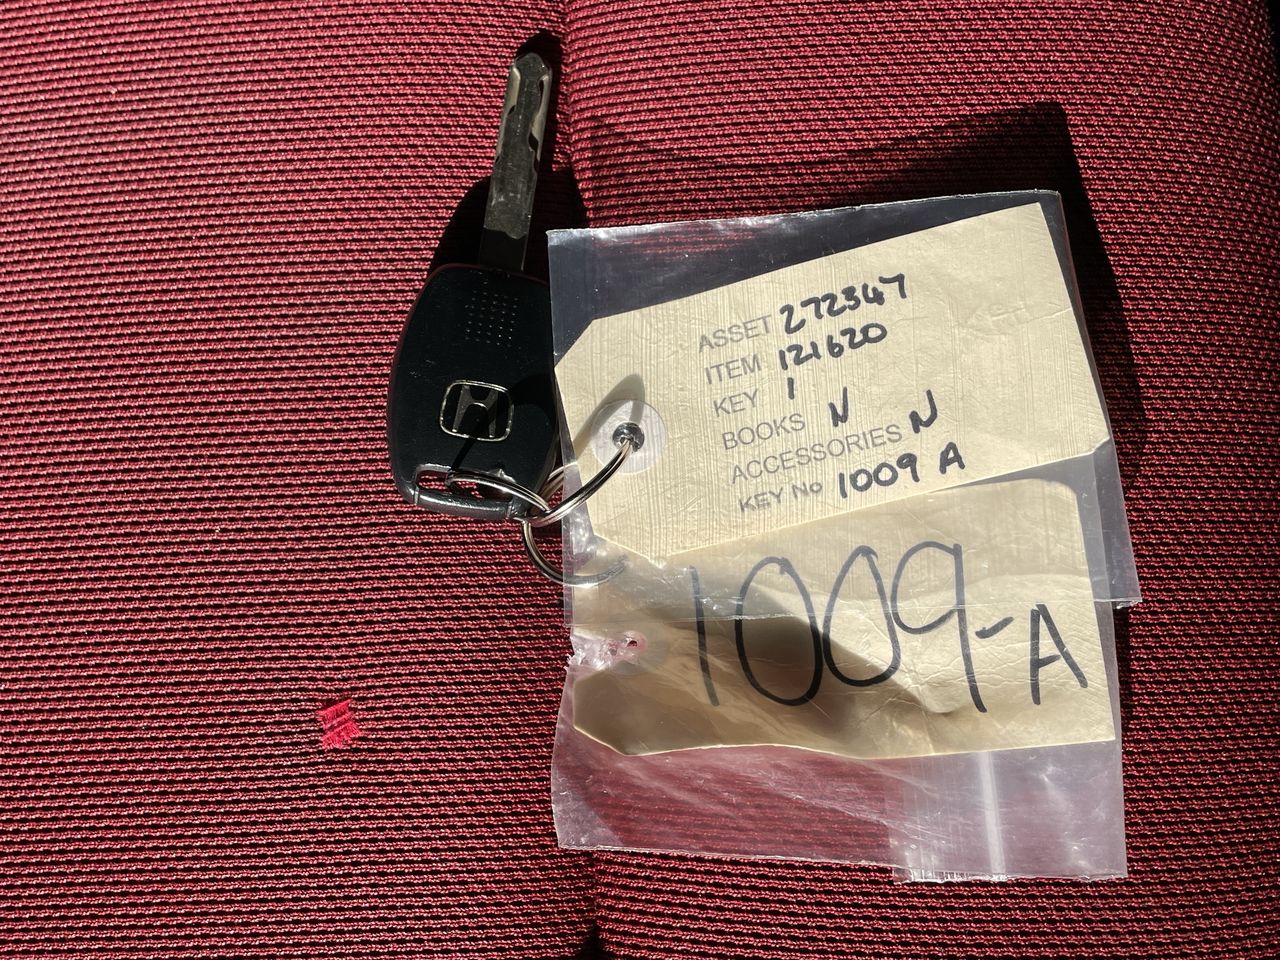 ASSET 272347
ITEM 121620
KEY 1
BOOKS N
ACCESSORIES N
KEY No 1009 A
1009-A